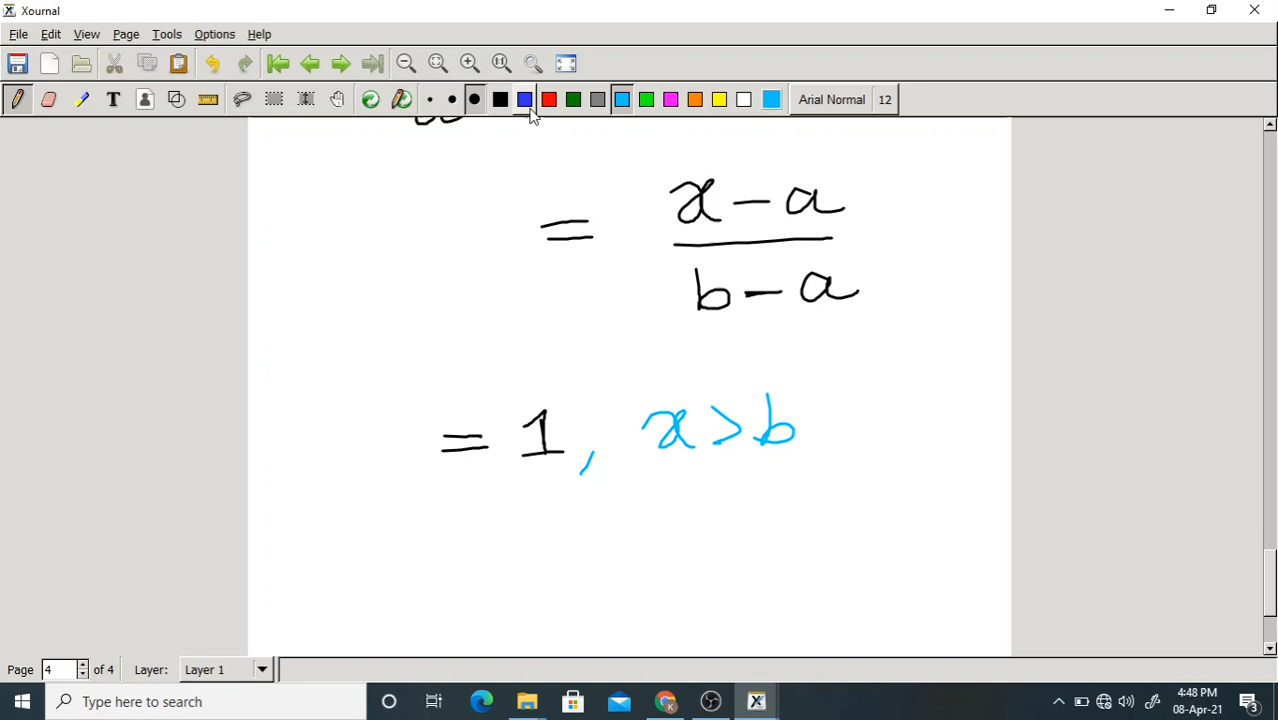 Xournal
File Edit View Page Tools Options Help
Arial Normal 12
= x-a
b-a
= 1, x>b
Page 4 of 4 Layer: Layer 1
Type here to search
4:48 PM
08-Apr-21
3